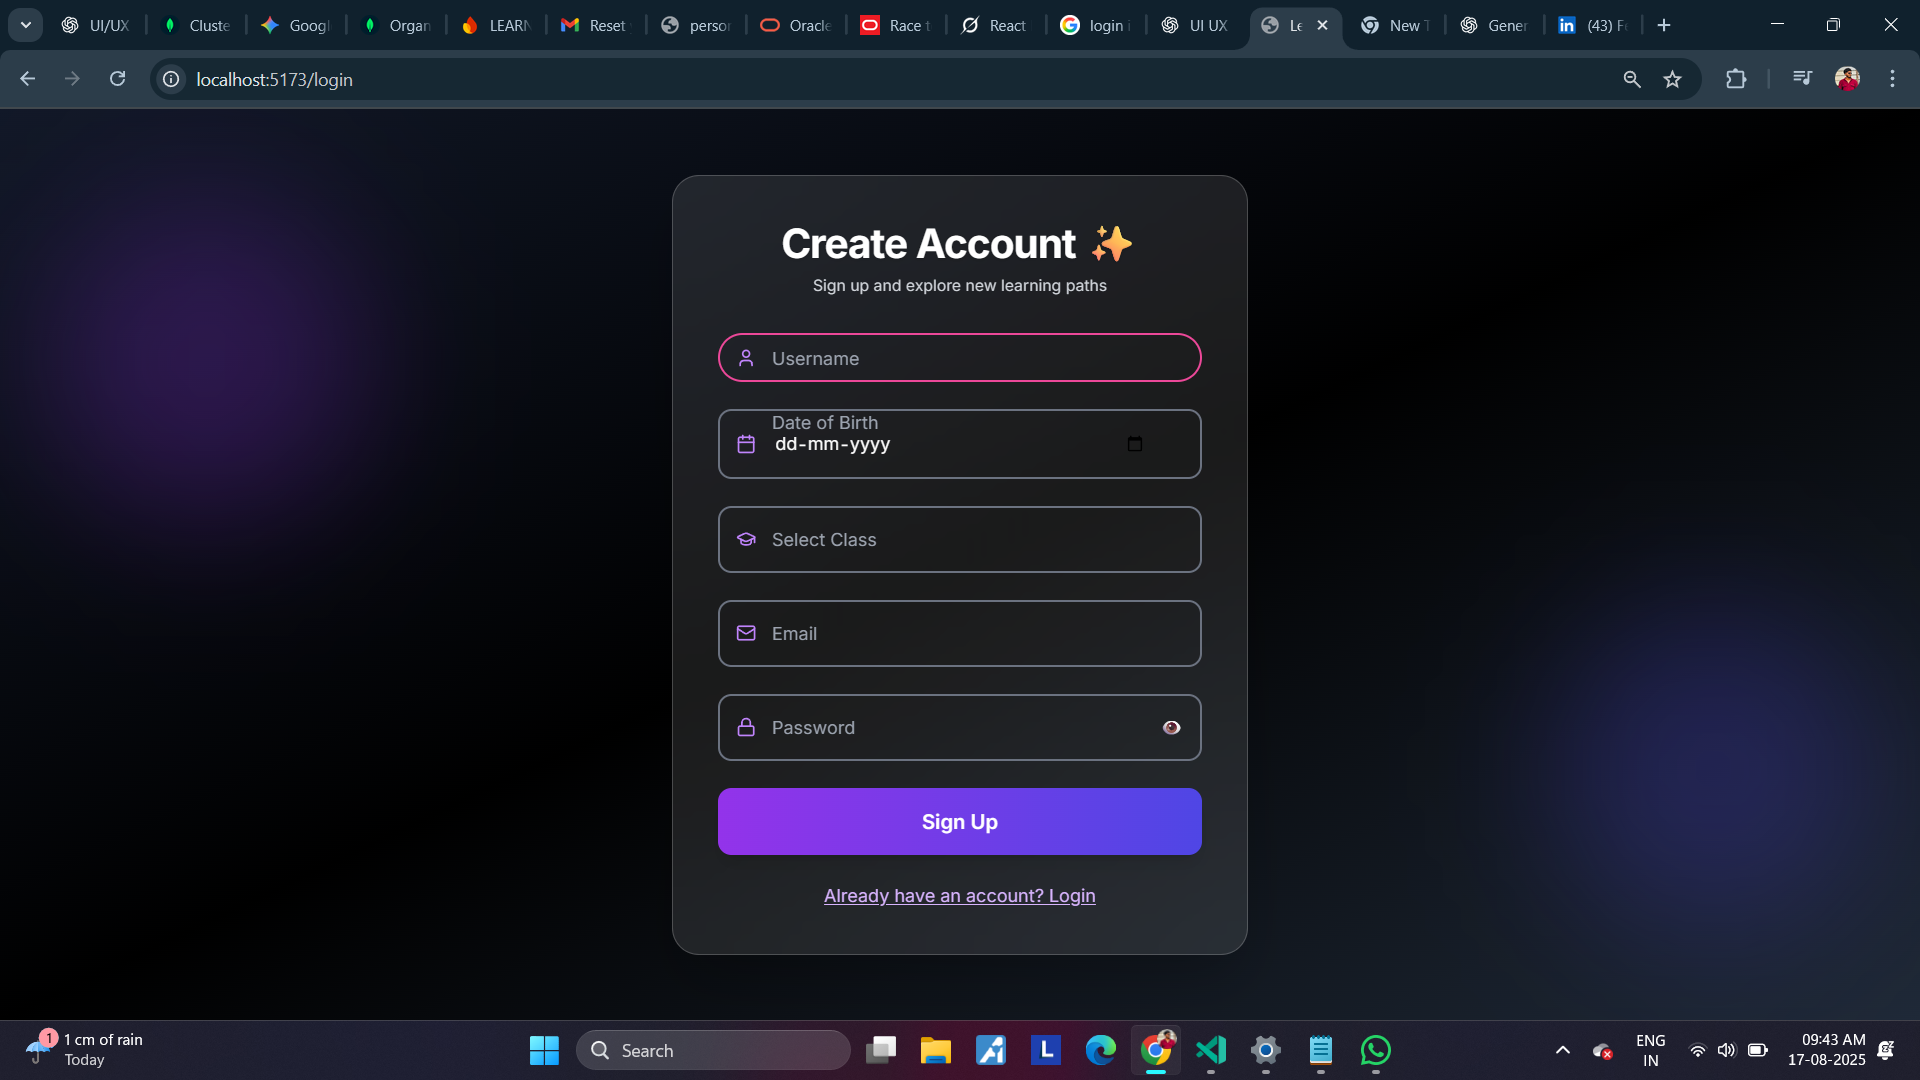 UI/UX
Cluste
Googl
Organ
LEARN
Reset
perso
Oracle
Race t
React
login i
UI UX
Le
New T
Gener
(43) Fe
localhost:5173/login
Create Account ✨
Sign up and explore new learning paths
Username
Date of Birth
dd-mm-yyyy
Select Class
Email
Password
Sign Up
Already have an account? Login
1
1 cm of rain
Today
Search
L
ENG
IN
09:43 AM
17-08-2025